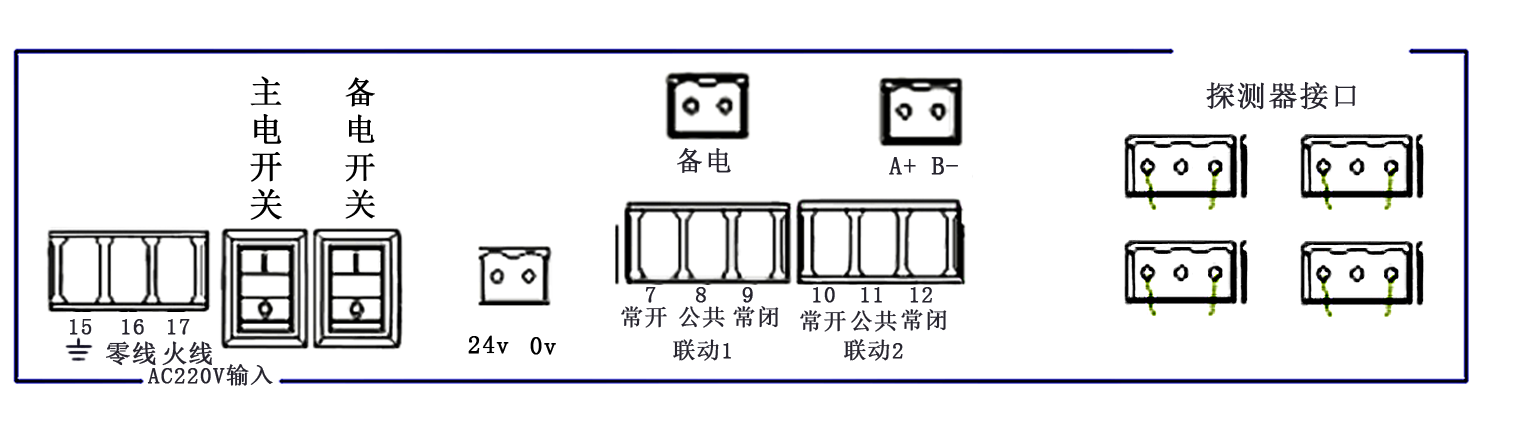 主电开关
备电开关
探测器接口
备电
A+ B-
7 8 9
10 11 12
常开 公共 常闭
常开 公共 常闭
15 16 17
零线 火线
24v 0v
联动1
联动2
AC220V输入